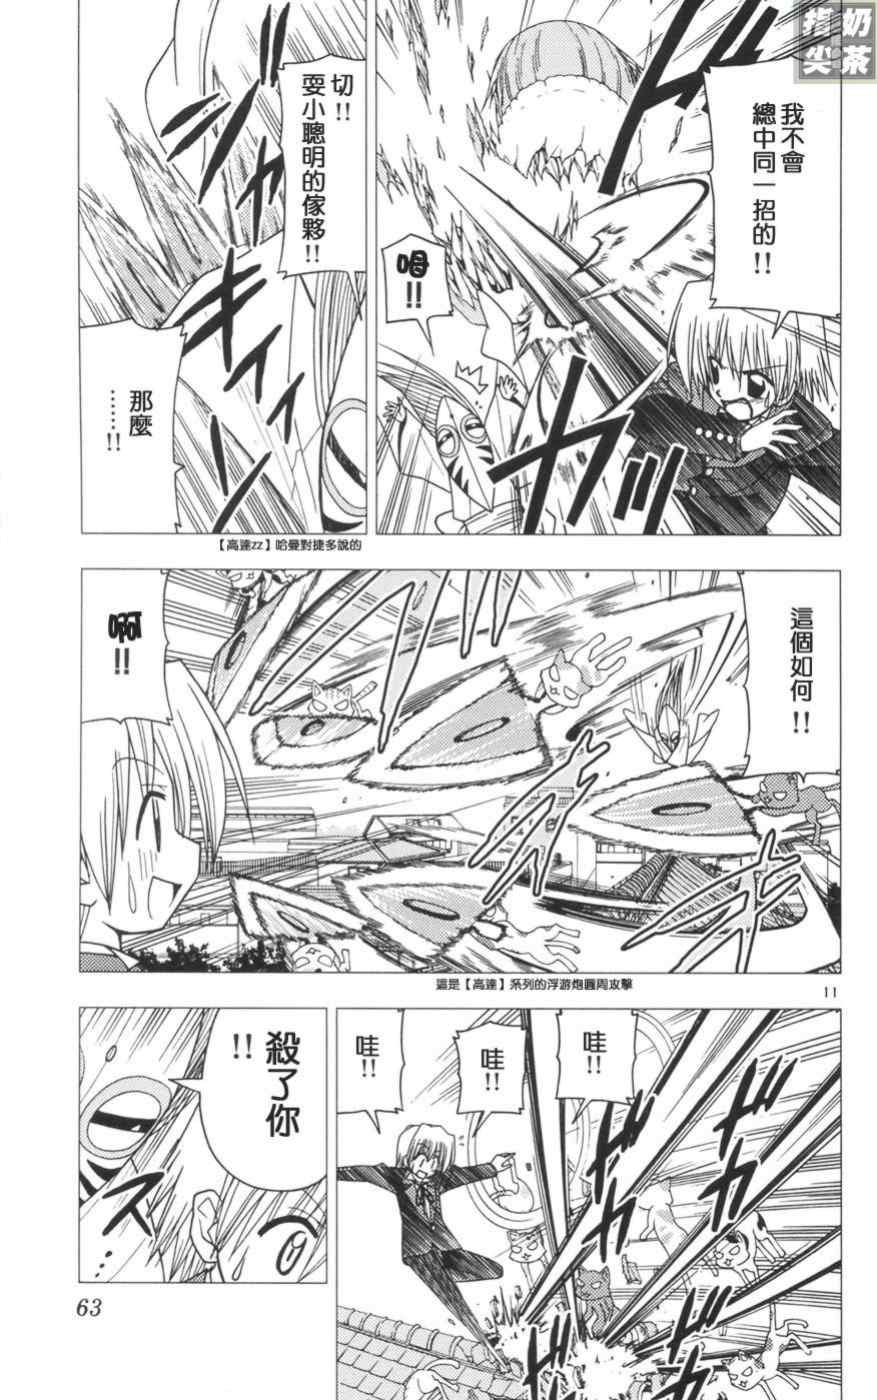 指奶
尖茶
我不會
總中同一招的!!
嗚!!
切!!
耍小聰明的傢夥!!
那麼
……!!
【高達ZZ】哈曼對捷多說的
這個如何!!
啊!!
這是【高達】系列的浮游炮圓周攻擊
11
哇!!
哇!!
哇!!
殺了你
!!
63